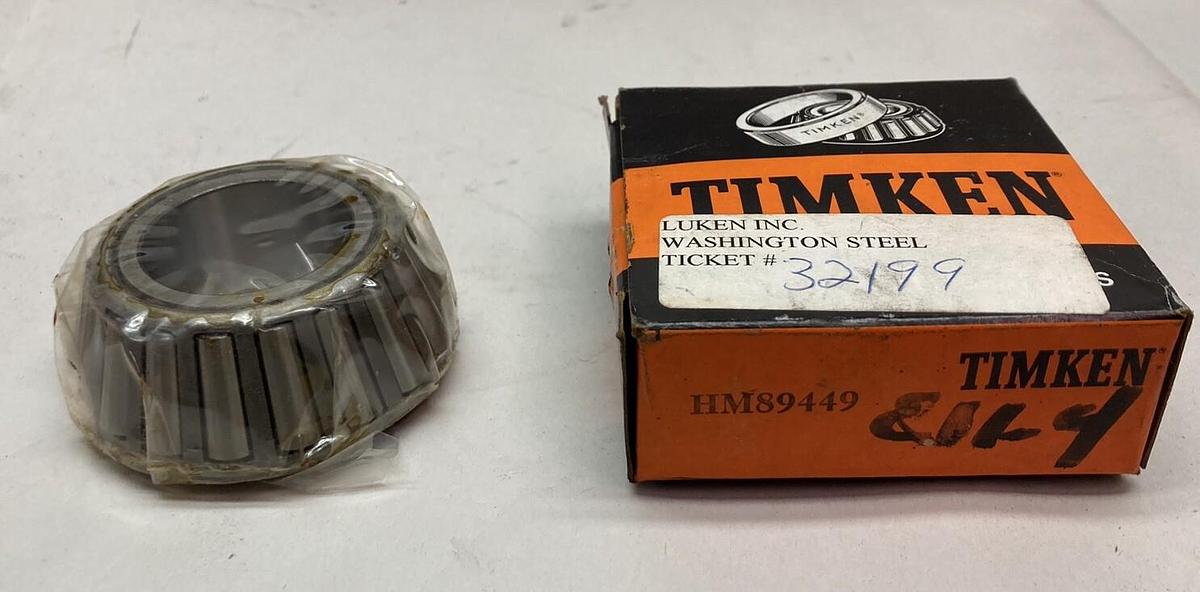 TIMKEN®
TIMKEN®
LUKEN INC.
WASHINGTON STEEL
TICKET # 32199
S
TIMKEN®
HM89449